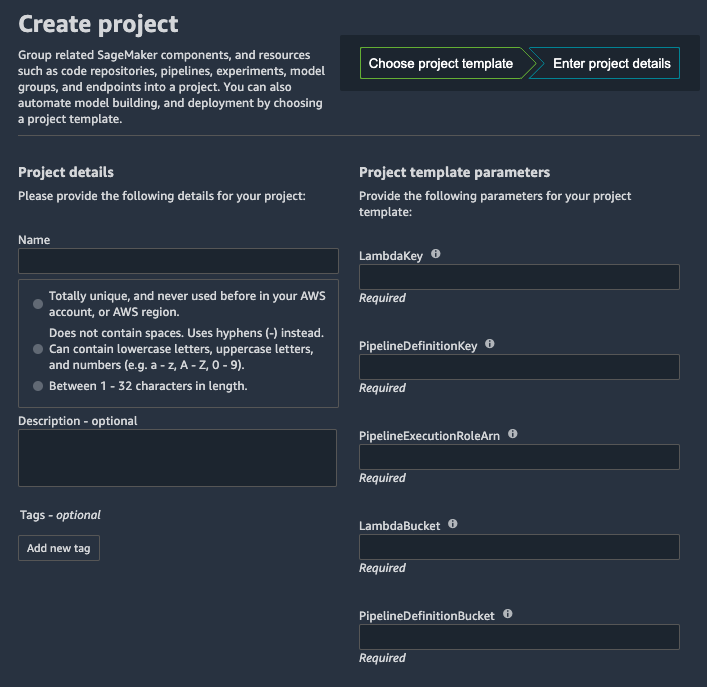 Create project
Group related SageMaker components, and resources
such as code repositories, pipelines, experiments, model
groups, and endpoints into a project. You can also
automate model building, and deployment by choosing
a project template.
Choose project template
Enter project details
Project details
Please provide the following details for your project:
Name
Totally unique, and never used before in your AWS
account, or AWS region.
Does not contain spaces. Uses hyphens (-) instead.
Can contain lowercase letters, uppercase letters,
and numbers (e.g. a - z, A - Z, 0 - 9).
Between 1 - 32 characters in length.
Description - optional
Tags - optional
Add new tag
Project template parameters
Provide the following parameters for your project
template:
LambdaKey
Required
PipelineDefinitionKey
Required
PipelineExecutionRoleArn
Required
LambdaBucket
Required
PipelineDefinitionBucket
Required